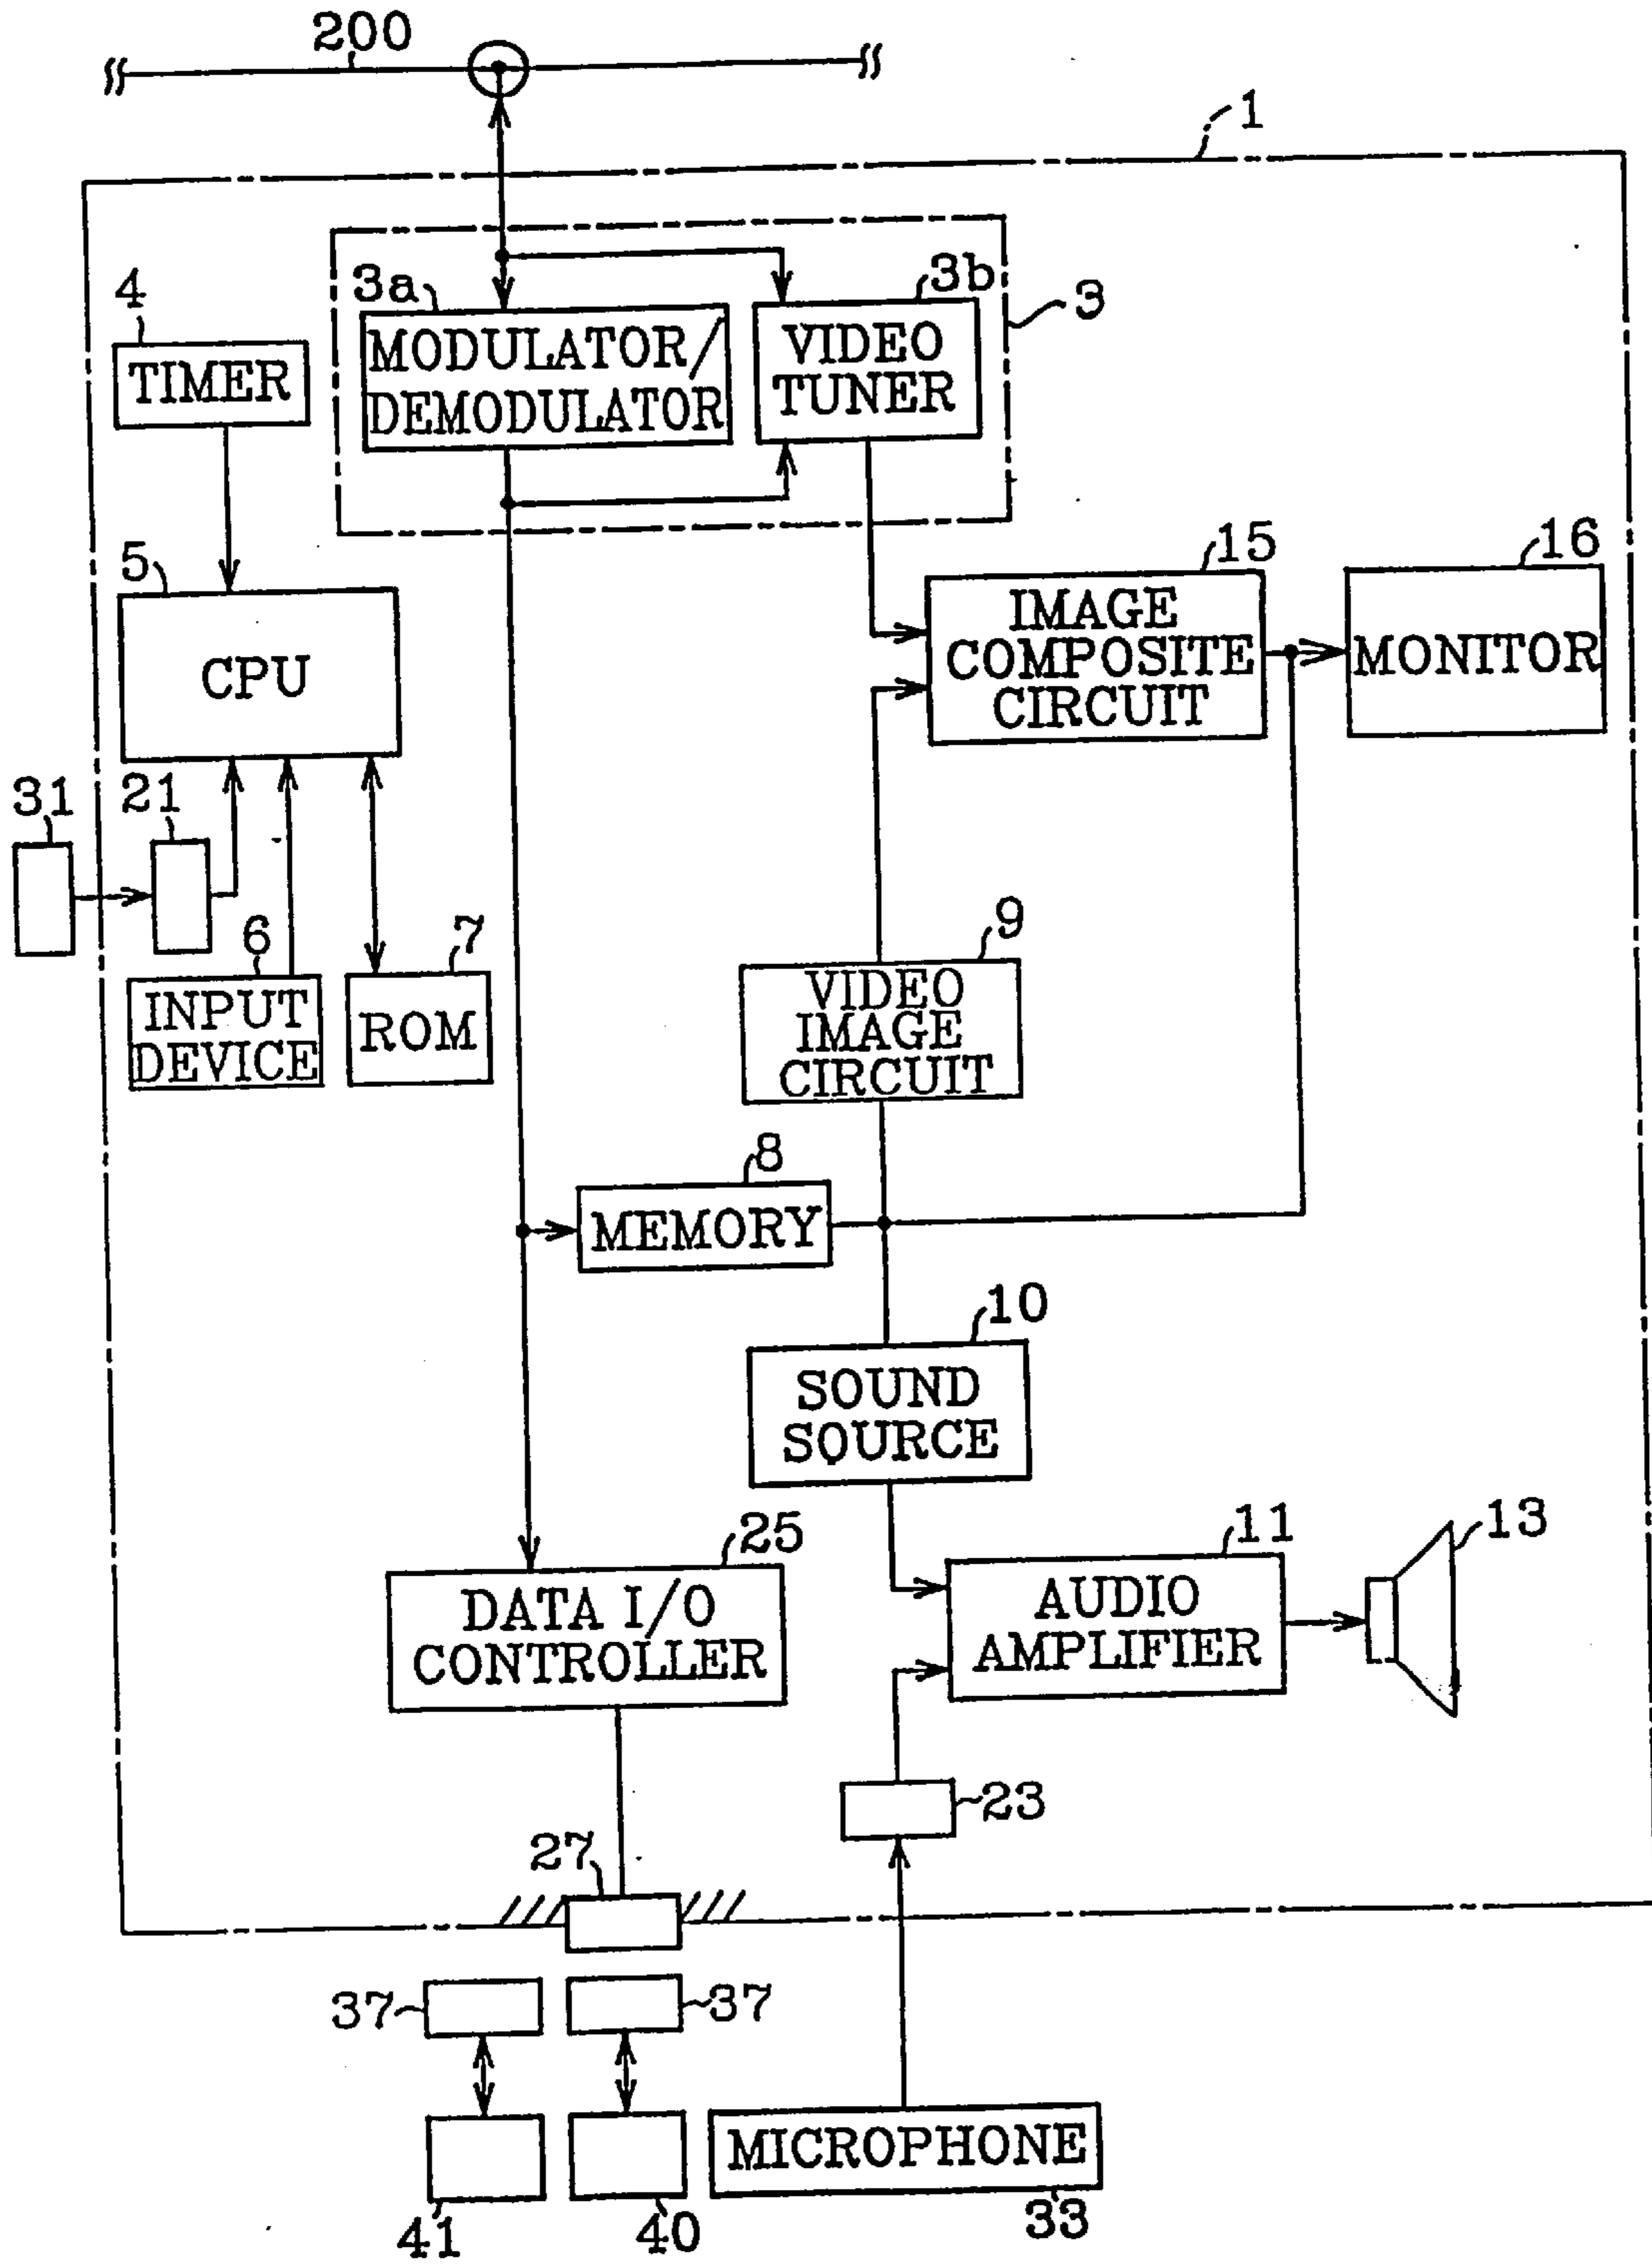 200
1
3a
3b
3
4
MODULATOR/
DEMODULATOR
VIDEO
TUNER
TIMER
5
15
16
CPU
IMAGE
COMPOSITE
CIRCUIT
MONITOR
31
21
6
7
9
INPUT
DEVICE
ROM
VIDEO
IMAGE
CIRCUIT
8
MEMORY
10
SOUND
SOURCE
25
11
13
DATA I/O
CONTROLLER
AUDIO
AMPLIFIER
23
27
37
37
MICROPHONE
41
40
33